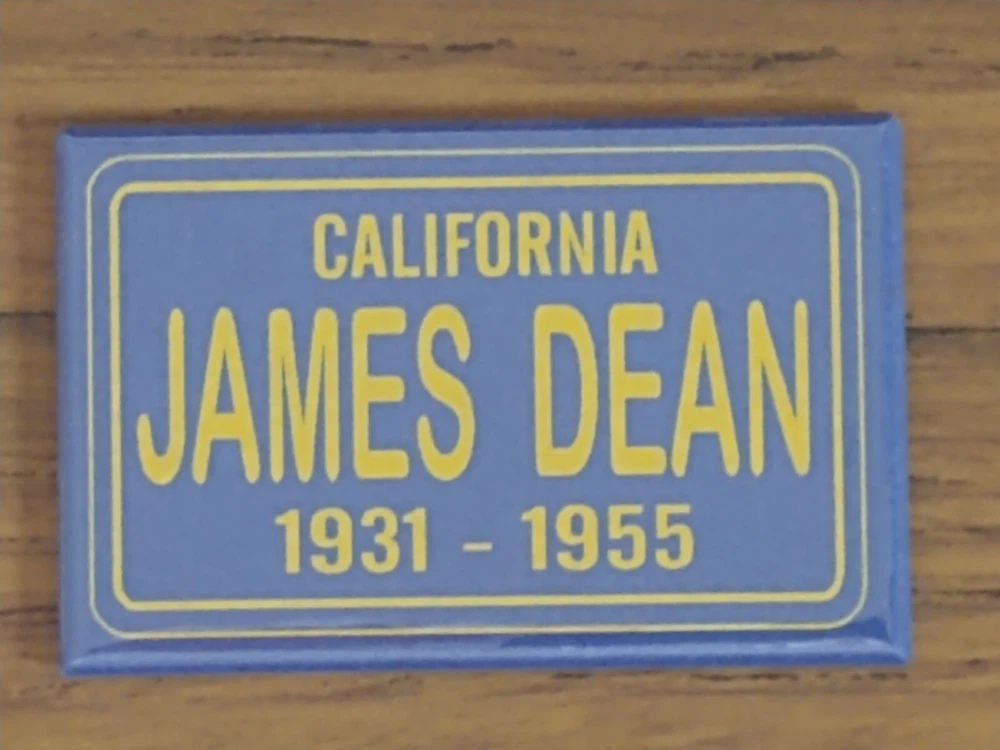 CALIFORNIA
JAMES DEAN
1931 - 1955